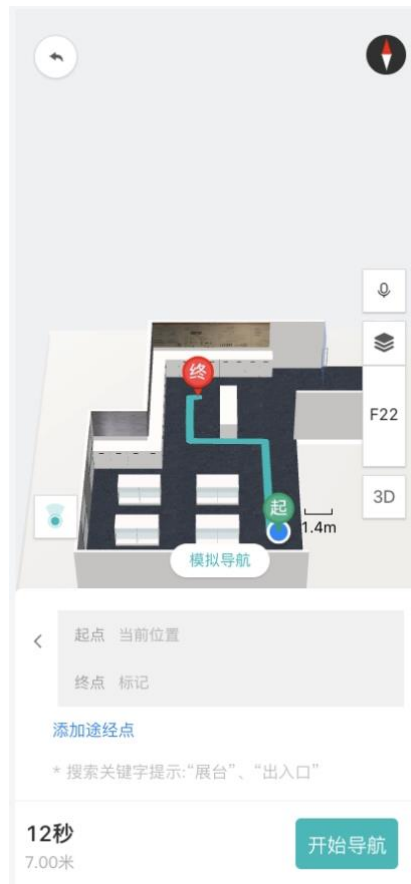 F22
终
3D
起
1.4m
模拟导航
起点 当前位置
终点 标记
添加途经点
* 搜索关键字提示:“展台”、“出入口”
12秒
7.00米
开始导航